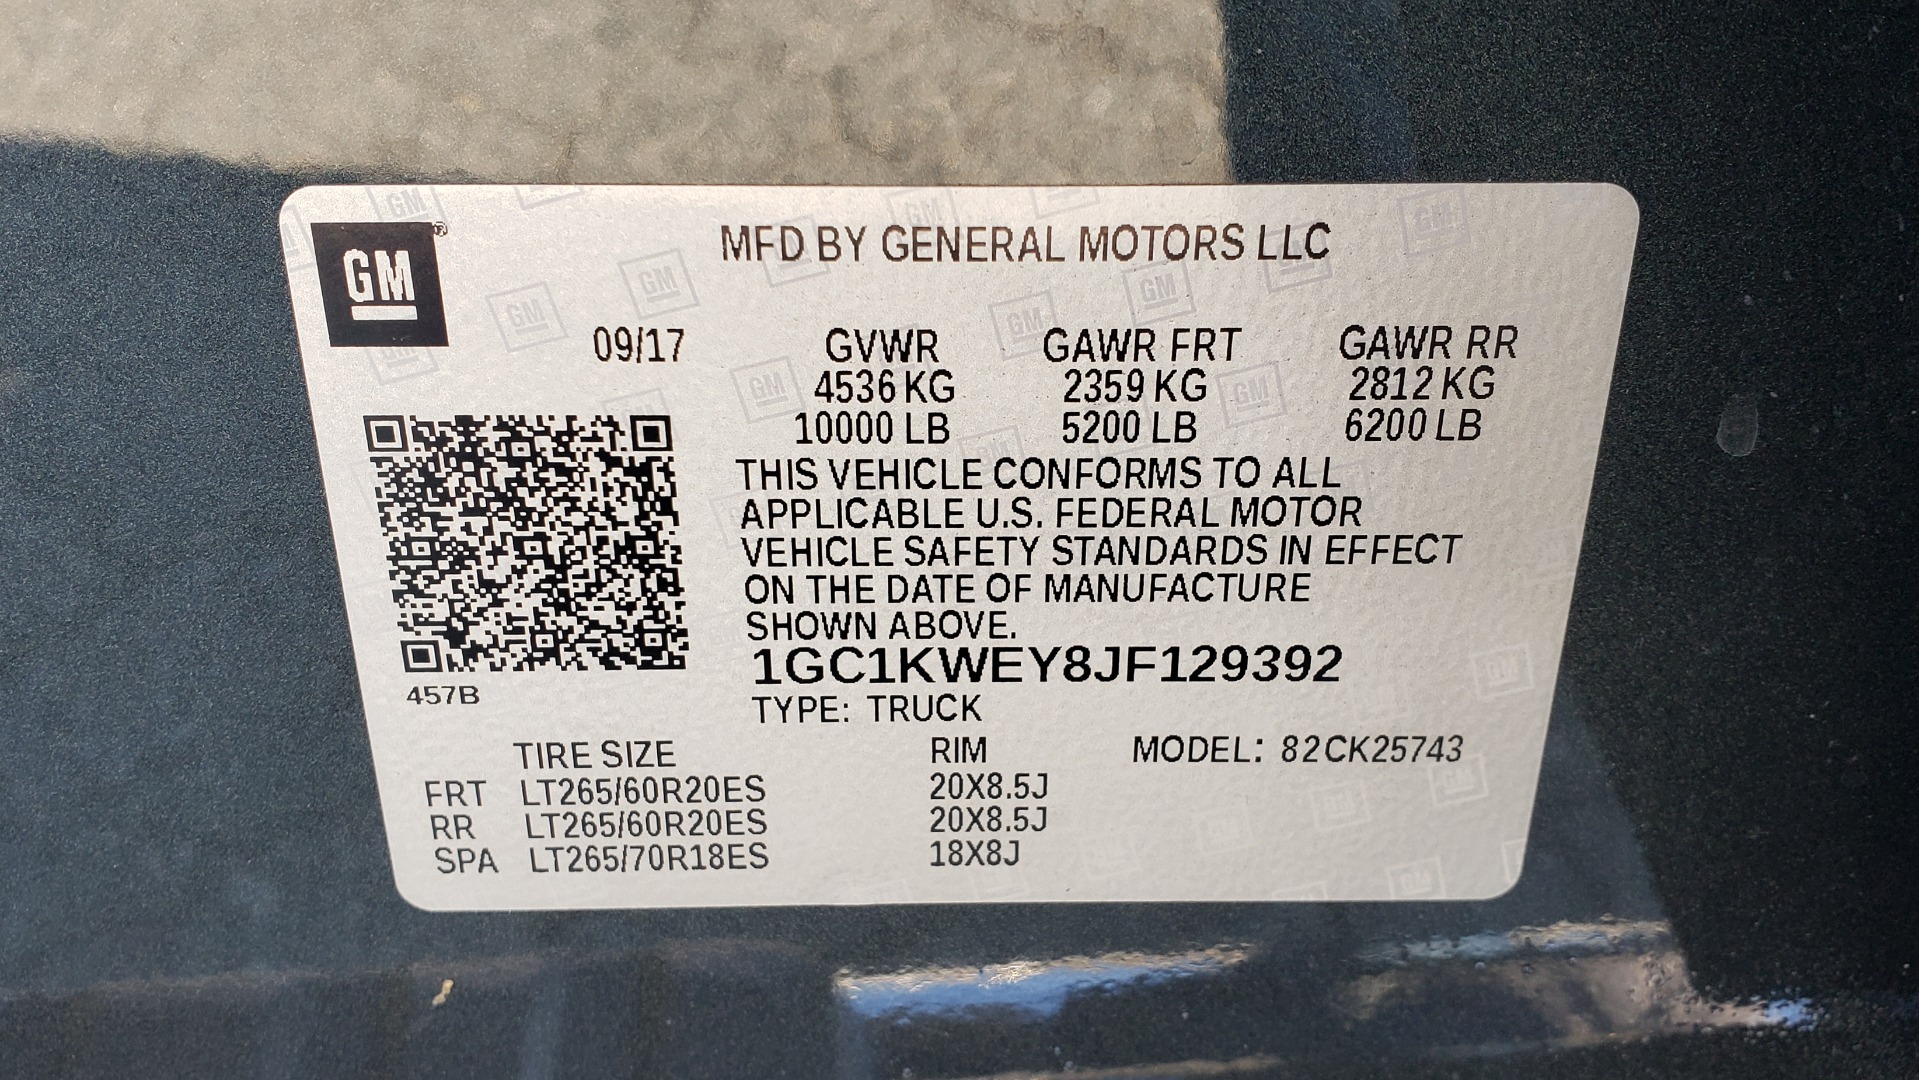 GM®
MFD BY GENERAL MOTORS LLC
09/17 GVWR GAWR FRT GAWR RR
4536 KG 2359 KG 2812 KG
10000 LB 5200 LB 6200 LB
THIS VEHICLE CONFORMS TO ALL
APPLICABLE U.S. FEDERAL MOTOR
VEHICLE SAFETY STANDARDS IN EFFECT
ON THE DATE OF MANUFACTURE
SHOWN ABOVE.
1GC1KWEY8JF129392
457B
TYPE: TRUCK
TIRE SIZE RIM MODEL: 82CK25743
FRT LT265/60R20ES 20X8.5J
RR LT265/60R20ES 20X8.5J
SPA LT265/70R18ES 18X8J